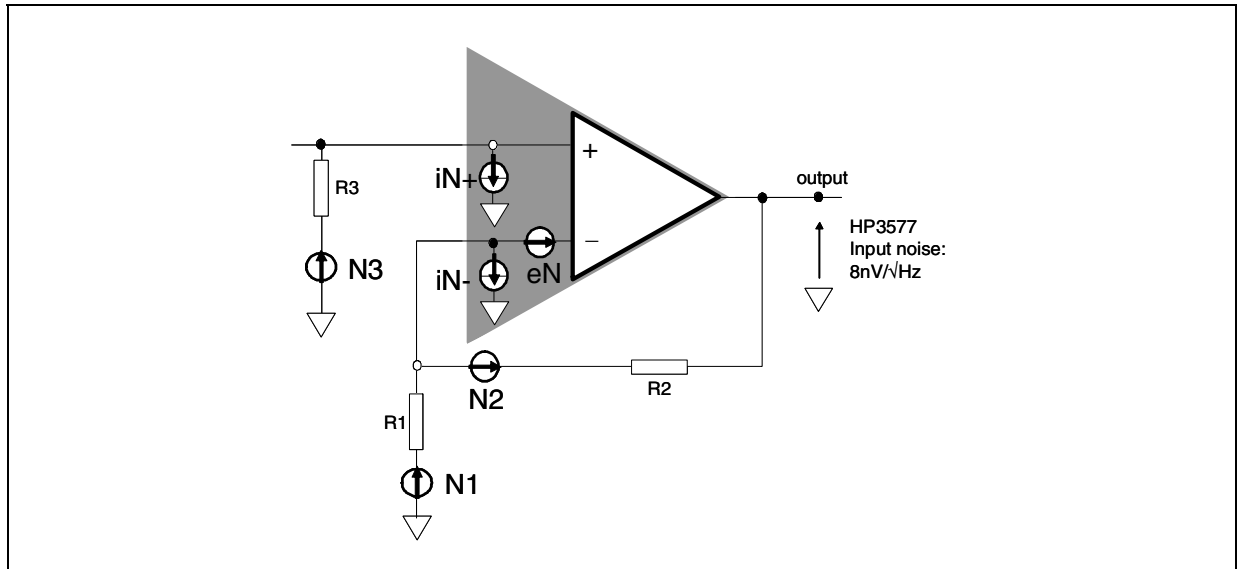 +
output
iN+
R3
HP3577
Input noise:
8nV/√Hz
−
N3
iN-
eN
N2
R2
R1
N1